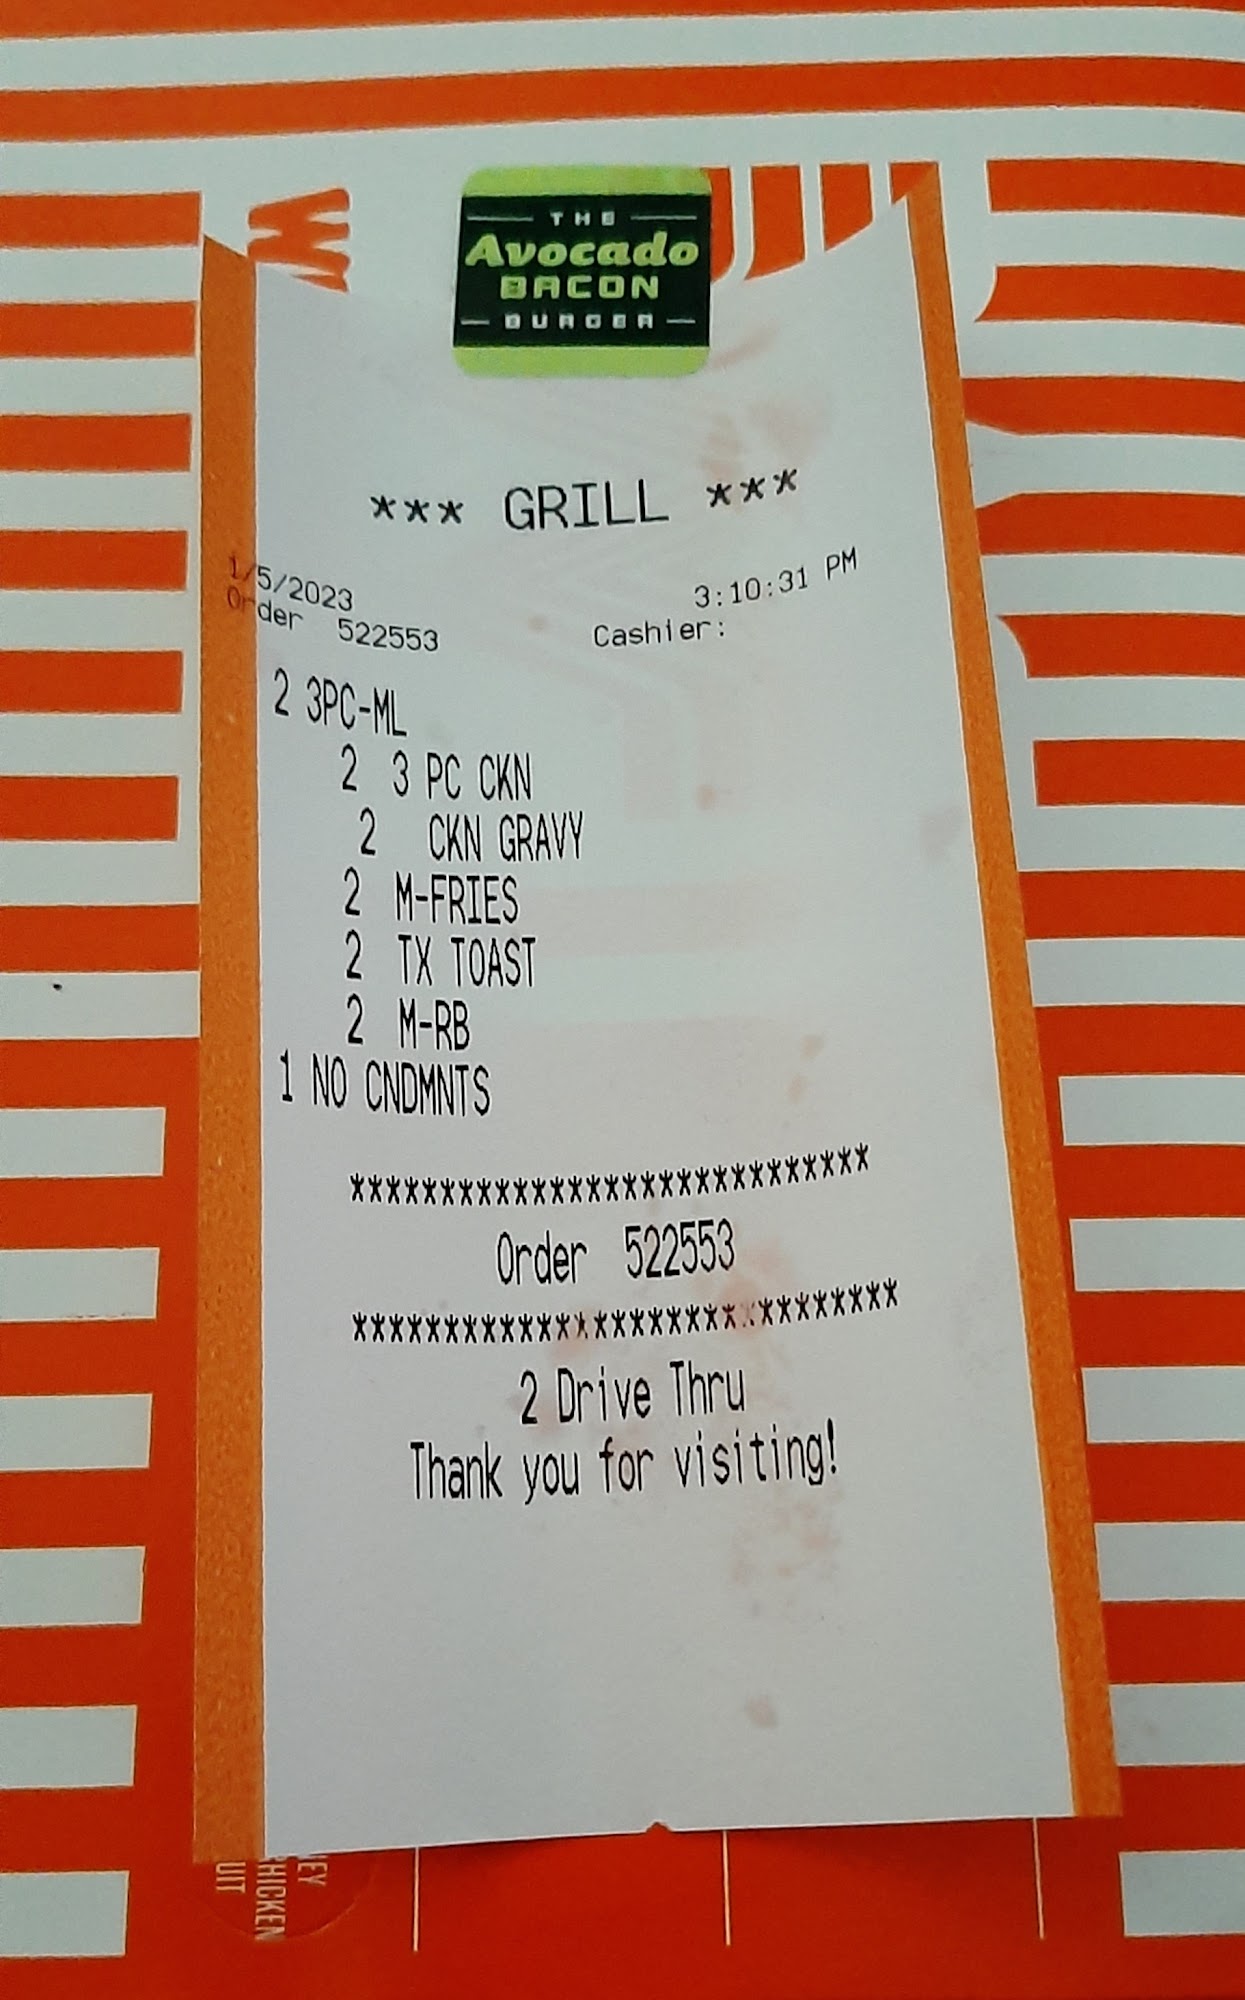 W
THE
Avocado
BACON
BURGER
*** GRILL ***
1/5/2023 3:10:31 PM
Order 522553 Cashier:
2 3PC-ML
2 3 PC CKN
2 CKN GRAVY
2 M-FRIES
2 TX TOAST
2 M-RB
1 NO CNDMNTS
*****************************
Order 522553
******************************
2 Drive Thru
Thank you for visiting!